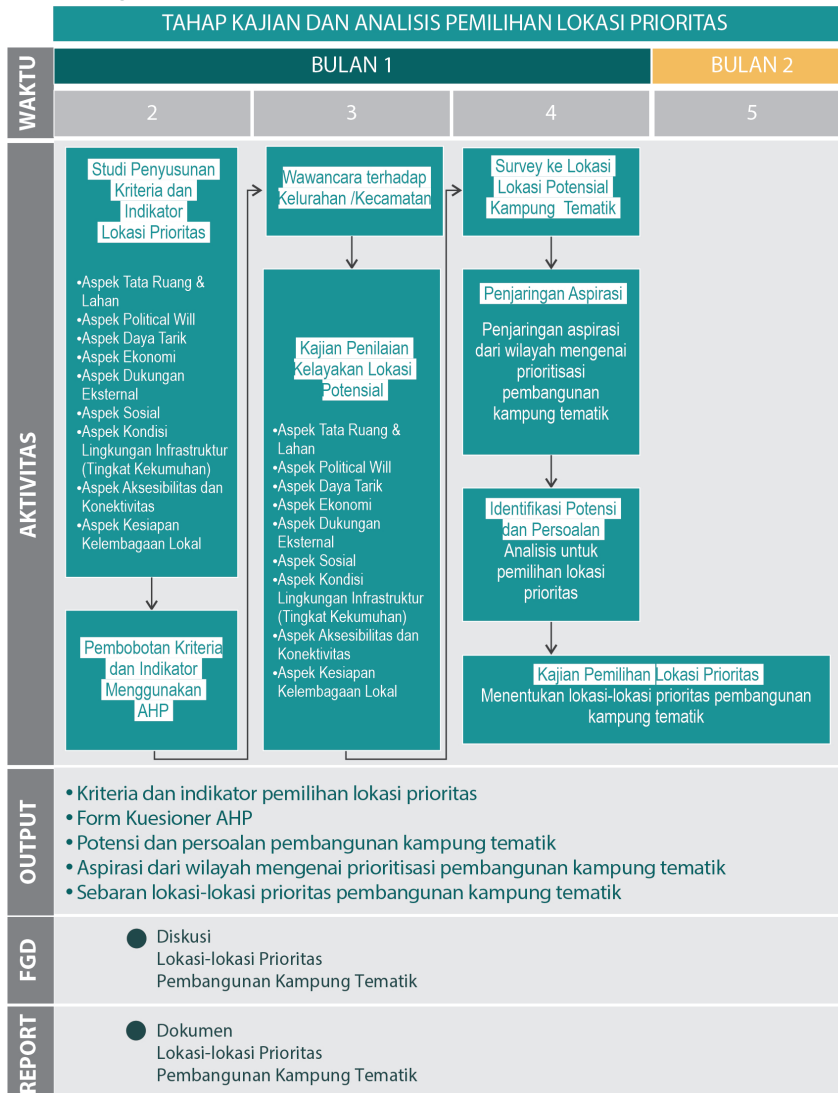 TAHAP KAJIAN DAN ANALISIS PEMILIHAN LOKASI PRIORITAS
WAKTU
BULAN 1
BULAN 2
2
3
4
5
AKTIVITAS
Studi Penyusunan
Kriteria dan
Indikator
Lokasi Prioritas
•Aspek Tata Ruang &
Lahan
•Aspek Political Will
•Aspek Daya Tarik
•Aspek Ekonomi
•Aspek Dukungan
Eksternal
•Aspek Sosial
•Aspek Kondisi
Lingkungan Infrastruktur
(Tingkat Kekumuhan)
•Aspek Aksesibilitas dan
Konektivitas
•Aspek Kesiapan
Kelembagaan Lokal
Pembobotan Kriteria
dan Indikator
Menggunakan
AHP
Wawancara terhadap
Kelurahan /Kecamatan
Kajian Penilaian
Kelayakan Lokasi
Potensial
•Aspek Tata Ruang &
Lahan
•Aspek Political Will
•Aspek Daya Tarik
•Aspek Ekonomi
•Aspek Dukungan
Eksternal
•Aspek Sosial
•Aspek Kondisi
Lingkungan Infrastruktur
(Tingkat Kekumuhan)
•Aspek Aksesibilitas dan
Konektivitas
•Aspek Kesiapan
Kelembagaan Lokal
Survey ke Lokasi
Lokasi Potensial
Kampung Tematik
Penjaringan Aspirasi
Penjaringan aspirasi
dari wilayah mengenai
prioritisasi
pembangunan
kampung tematik
Identifikasi Potensi
dan Persoalan
Analisis untuk
pemilihan lokasi
prioritas
Kajian Pemilihan Lokasi Prioritas
Menentukan lokasi-lokasi prioritas pembangunan
kampung tematik
OUTPUT
• Kriteria dan indikator pemilihan lokasi prioritas
• Form Kuesioner AHP
• Potensi dan persoalan pembangunan kampung tematik
• Aspirasi dari wilayah mengenai prioritisasi pembangunan kampung tematik
• Sebaran lokasi-lokasi prioritas pembangunan kampung tematik
FGD
Diskusi
Lokasi-lokasi Prioritas
Pembangunan Kampung Tematik
REPORT
Dokumen
Lokasi-lokasi Prioritas
Pembangunan Kampung Tematik